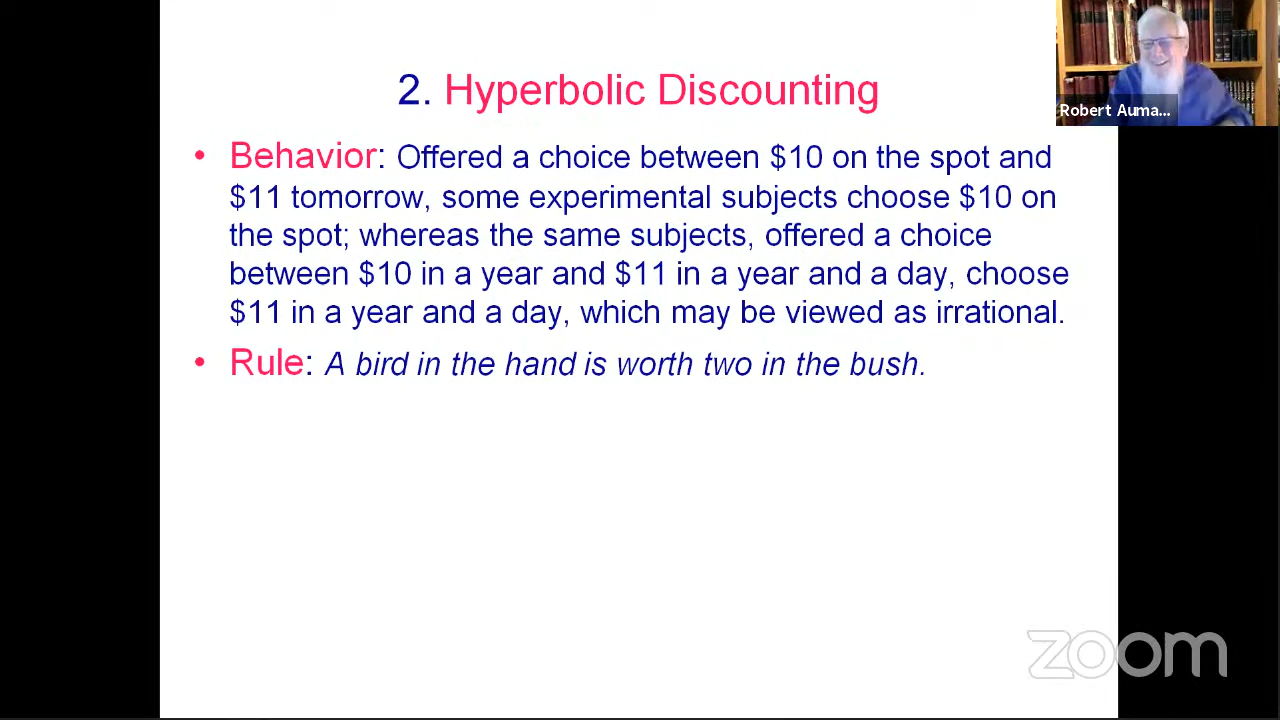 2. Hyperbolic Discounting
Robert Auma...
• Behavior: Offered a choice between $10 on the spot and
$11 tomorrow, some experimental subjects choose $10 on
the spot; whereas the same subjects, offered a choice
between $10 in a year and $11 in a year and a day, choose
$11 in a year and a day, which may be viewed as irrational.
• Rule: A bird in the hand is worth two in the bush.
zoom